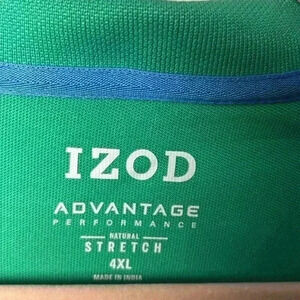 IZOD
ADVANTAGE
PERFORMANCE
NATURAL
STRETCH
4XL
MADE IN INDIA